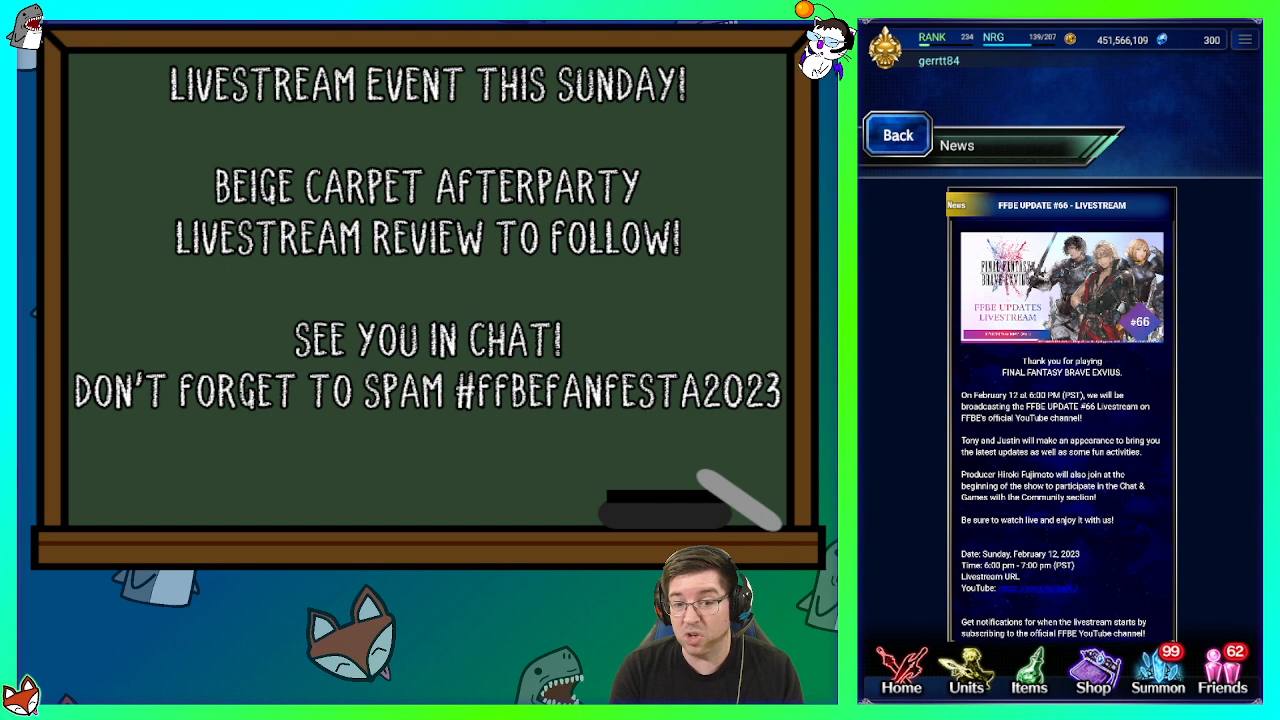 LIVESTREAM EVENT THIS SUNDAY!
BEIGE CARPET AFTERPARTY
LIVESTREAM REVIEW TO FOLLOW!
SEE YOU IN CHAT!
DON'T FORGET TO SPAM #FFBEFANFESTA2023
RANK 234 NRG 139/207 451,566,109 300
gerrtt84
Back
News
News FFBE UPDATE #66 - LIVESTREAM
FINAL FANTASY
BRAVE EXVIUS
FFBE UPDATES
LIVESTREAM
#66
Thank you for playing
FINAL FANTASY BRAVE EXVIUS.
On February 12 at 6:00 PM (PST), we will be
broadcasting the FFBE UPDATE #66 Livestream on
FFBE's official YouTube channel!
Tony and Justin will make an appearance to bring you
the latest updates as well as some fun activities.
Producer Hiroki Fujimoto will also join at the
beginning of the show to participate in the Chat &
Games with the Community section!
Be sure to watch live and enjoy it with us!
Date: Sunday, February 12, 2023
Time: 6:00 pm - 7:00 pm (PST)
Livestream URL
YouTube:
Get notifications for when the livestream starts by
subscribing to the official FFBE YouTube channel!
99 62
Home Units Items Shop Summon Friends